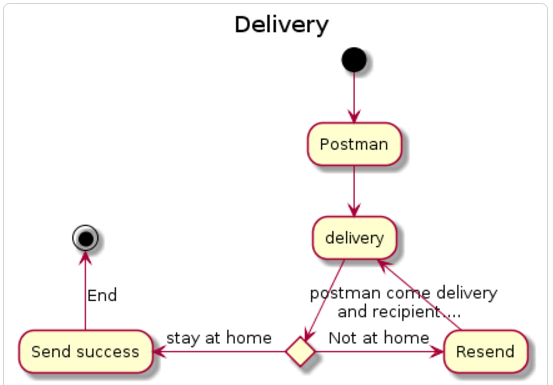 Delivery
Postman
delivery
postman come delivery
and recipient....
End
stay at home
Not at home
Send success
Resend